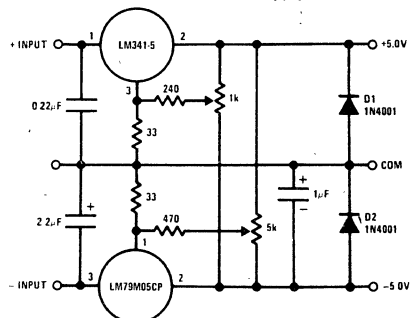 + INPUT
1
LM341-5
2
+5.0V
3
240
1k
0.22µF
33
D1
1N4001
COM
+
2.2µF
33
+
1µF
−
D2
1N4001
470
5k
1
− INPUT
3
LM79M05CP
2
−5.0V